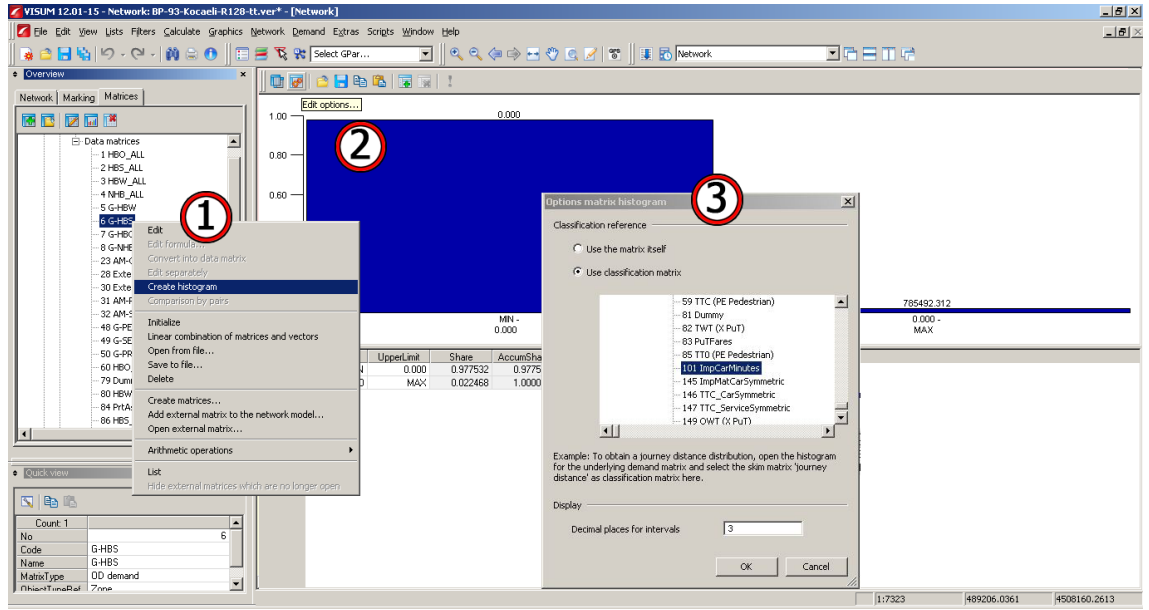 VISUM 12.01-15 - Network: BP-93-Kocaeli-R128-tt.ver* - [Network]
File Edit View Lists Filters Calculate Graphics Network Demand Extras Scripts Window Help
Select GPar...
Network
Overview
Network Marking Matrices
Data matrices
1 HBO_ALL
2 HBS_ALL
3 HBW_ALL
4 NHB_ALL
5 G-HBW
6 G-HBS
7 G-HBO
8 G-NHE
23 AM-C
28 Exte
30 Exte
31 AM-F
32 AM-S
48 G-PE
49 G-SE
50 G-PR
60 HBO_
79 Dumm
80 HBW
84 PrtA
86 HBS_
1
Edit
Edit formula...
Convert into data matrix
Edit separately
Create histogram
Comparison by pairs
Initialize
Linear combination of matrices and vectors
Open from file...
Save to file...
Delete
Create matrices...
Add external matrix to the network model...
Open external matrix...
Arithmetic operations
List
Hide external matrices which are no longer open
Quick view
Count: 1
No 6
Code G-HBS
Name G-HBS
MatrixType OD demand
ObjectTypeRef Zone
Edit options...
2
1.00
0.80
0.60
0.000
MIN -
0.000
785492.312
0.000 -
MAX
UpperLimit Share AccumSha
0.000 0.977532 0.9775
MAX 0.022468 1.0000
3
Options matrix histogram
Classification reference
Use the matrix itself
Use classification matrix
59 TTC (PE Pedestrian)
81 Dummy
82 TWT (X PuT)
83 PuTFares
85 TT0 (PE Pedestrian)
101 ImpCarMinutes
145 ImpMatCarSymmetric
146 TTC_CarSymmetric
147 TTC_ServiceSymmetric
149 OWT (X PuT)
Example: To obtain a journey distance distribution, open the histogram
for the underlying demand matrix and select the skim matrix 'journey
distance' as classification matrix here.
Display
Decimal places for intervals 3
OK Cancel
1:7323 489206.0361 4508160.2613